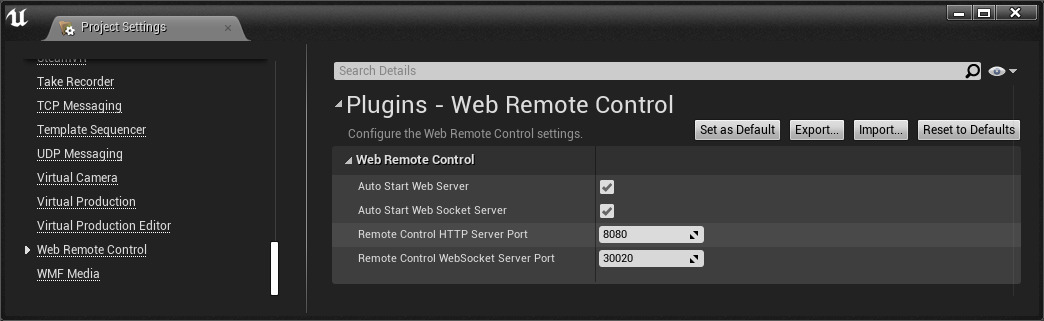 Project Settings
SteamVR
Take Recorder
TCP Messaging
Template Sequencer
UDP Messaging
Virtual Camera
Virtual Production
Virtual Production Editor
Web Remote Control
WMF Media
Search Details
Plugins - Web Remote Control
Configure the Web Remote Control settings.
Set as Default
Export...
Import...
Reset to Defaults
Web Remote Control
Auto Start Web Server
Auto Start Web Socket Server
Remote Control HTTP Server Port 8080
Remote Control WebSocket Server Port 30020